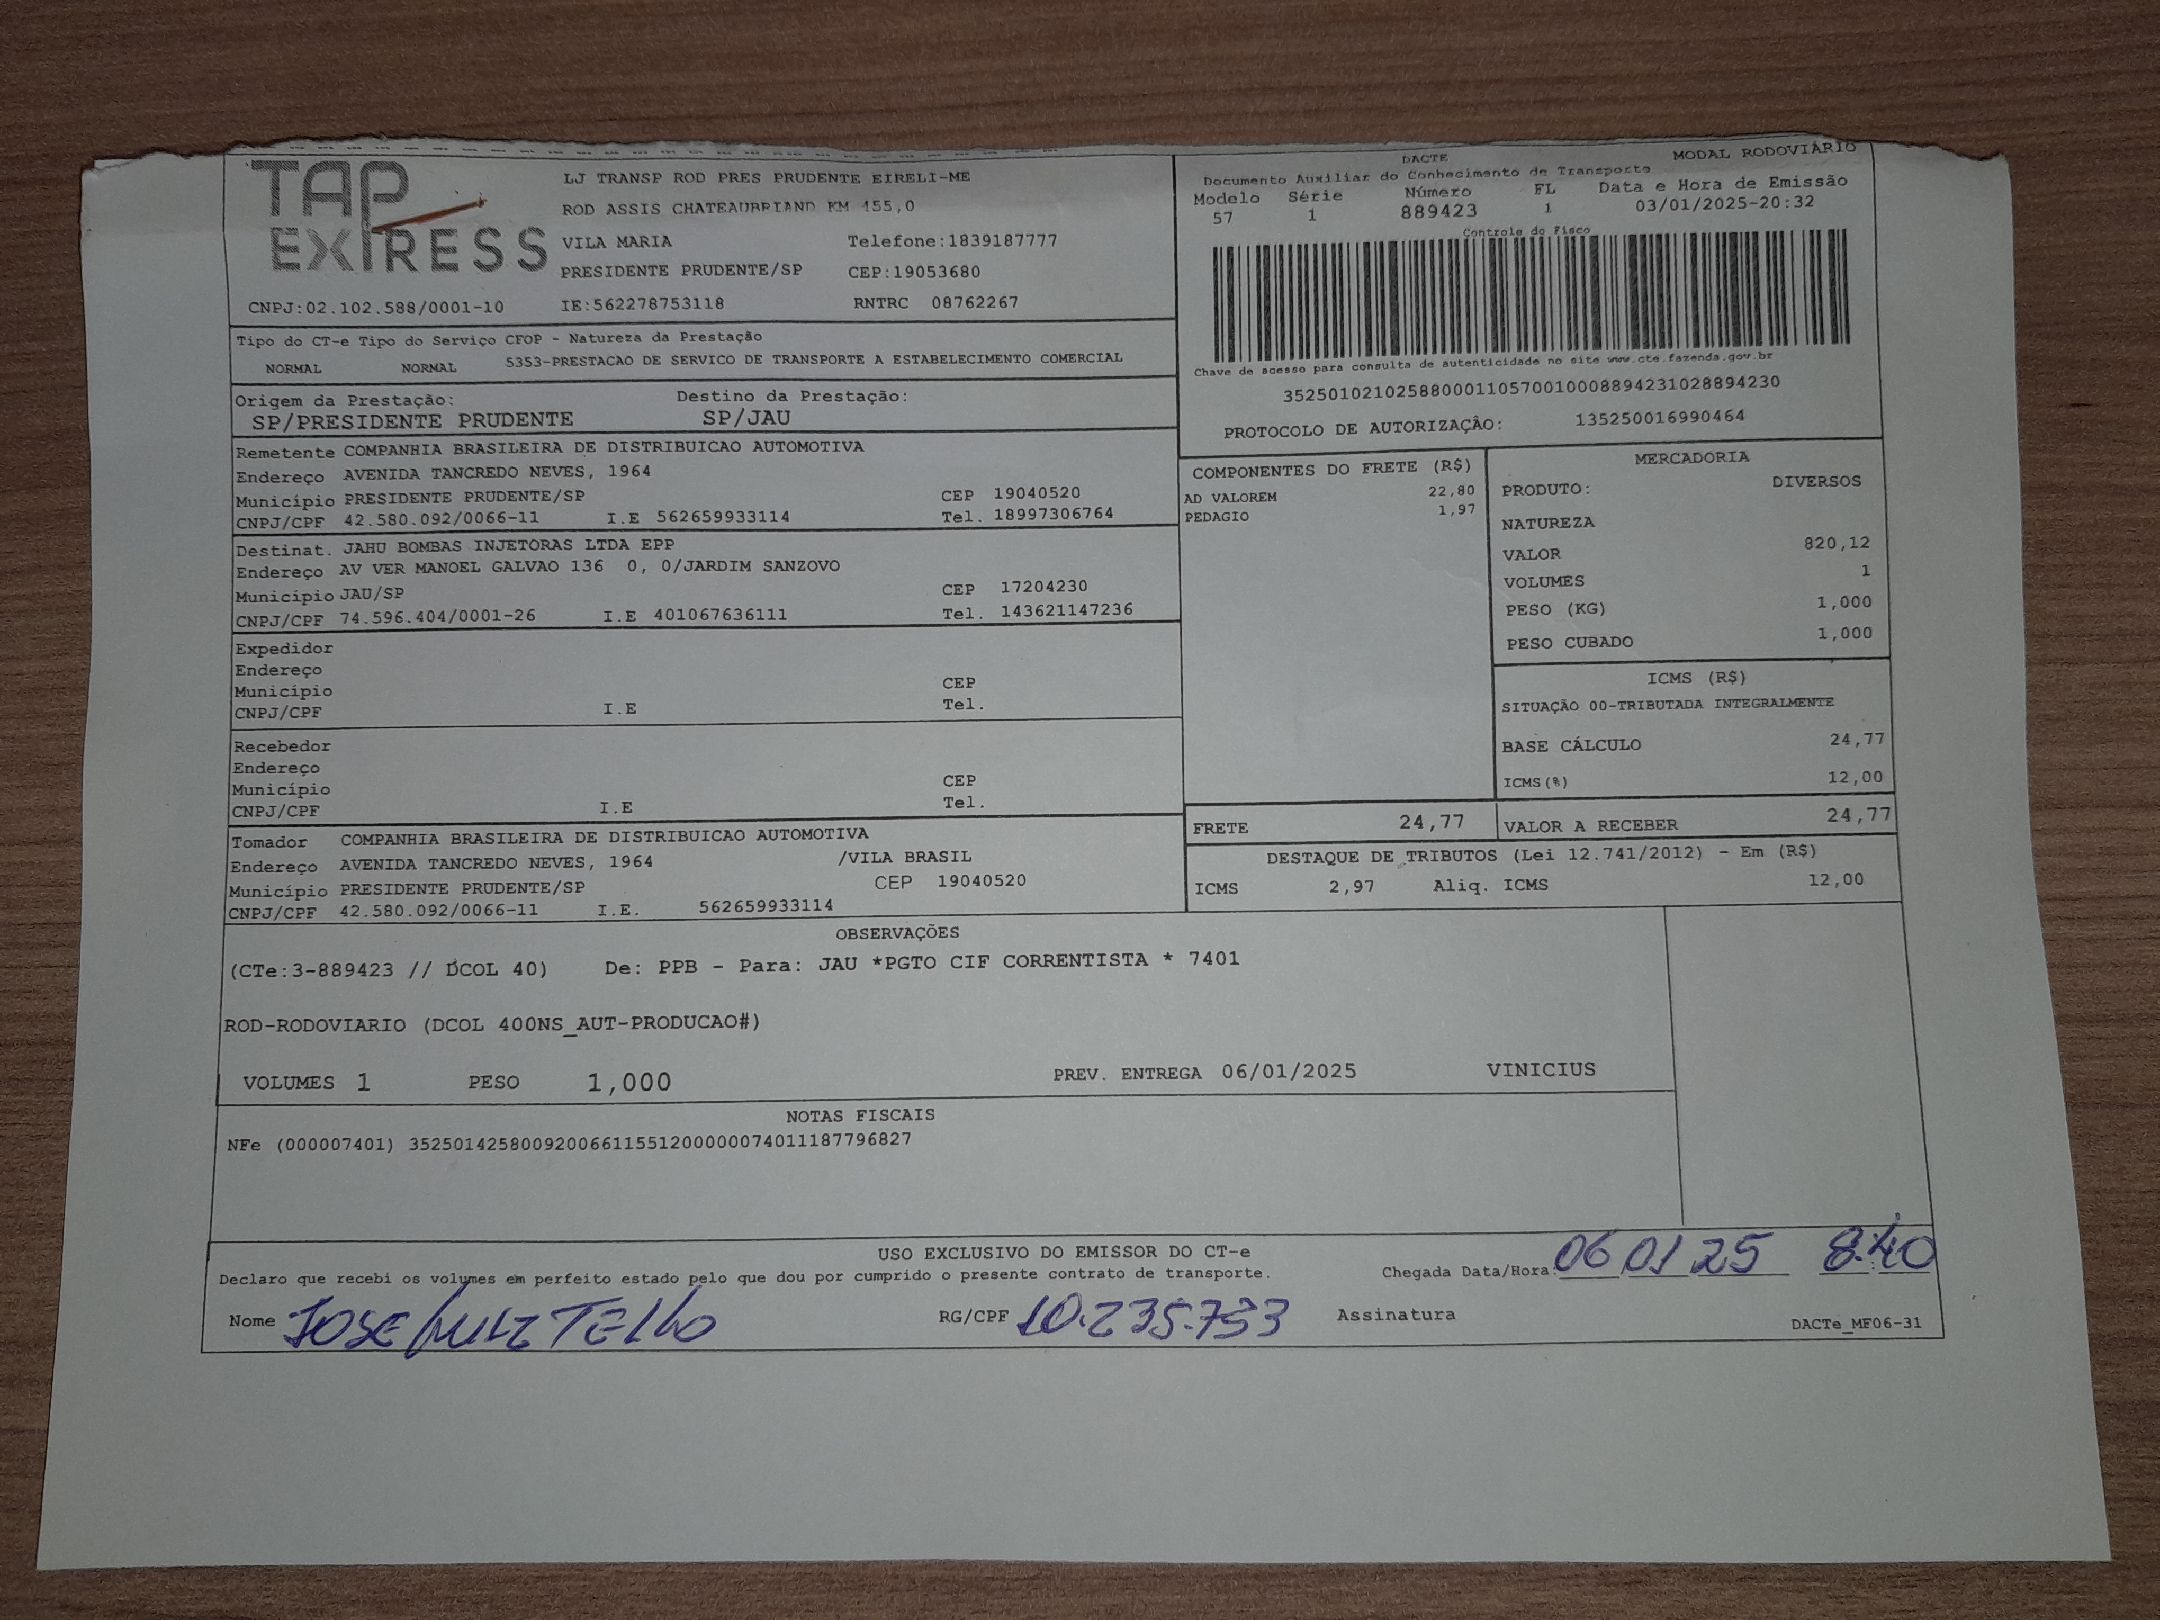 TAP
EXPRESS
LJ TRANSP ROD PRES PRUDENTE EIRELI-ME
ROD ASSIS CHATEAUBRIAND KM 455,0
VILA MARIA Telefone:1839187777
PRESIDENTE PRUDENTE/SP CEP:19053680
CNPJ:02.102.588/0001-10 IE:562278753118 RNTRC 08762267
DACTE MODAL RODOVIÁRIO
Documento Auxiliar do Conhecimento de Transporte
Modelo Série Número FL Data e Hora de Emissão
57 1 889423 1 03/01/2025-20:32
Controle do Fisco
Chave de acesso para consulta de autenticidade no site www.cte.fazenda.gov.br
35250102102588000110570010008894231028894230
PROTOCOLO DE AUTORIZAÇÃO: 135250016990464
Tipo do CT-e Tipo do Serviço CFOP - Natureza da Prestação
NORMAL NORMAL 5353-PRESTACAO DE SERVICO DE TRANSPORTE A ESTABELECIMENTO COMERCIAL
Origem da Prestação: Destino da Prestação:
SP/PRESIDENTE PRUDENTE SP/JAU
Remetente COMPANHIA BRASILEIRA DE DISTRIBUICAO AUTOMOTIVA
Endereço AVENIDA TANCREDO NEVES, 1964
Município PRESIDENTE PRUDENTE/SP CEP 19040520
CNPJ/CPF 42.580.092/0066-11 I.E 562659933114 Tel. 18997306764
Destinat. JAHU BOMBAS INJETORAS LTDA EPP
Endereço AV VER MANOEL GALVAO 136 0, 0/JARDIM SANZOVO
Município JAU/SP CEP 17204230
CNPJ/CPF 74.596.404/0001-26 I.E 401067636111 Tel. 143621147236
Expedidor
Endereço
Município CEP
CNPJ/CPF I.E Tel.
Recebedor
Endereço
Município CEP
CNPJ/CPF I.E Tel.
Tomador COMPANHIA BRASILEIRA DE DISTRIBUICAO AUTOMOTIVA
Endereço AVENIDA TANCREDO NEVES, 1964 /VILA BRASIL
Município PRESIDENTE PRUDENTE/SP CEP 19040520
CNPJ/CPF 42.580.092/0066-11 I.E. 562659933114
COMPONENTES DO FRETE (R$)
AD VALOREM 22,80
PEDAGIO 1,97
MERCADORIA
PRODUTO: DIVERSOS
NATUREZA
VALOR 820,12
VOLUMES 1
PESO (KG) 1,000
PESO CUBADO 1,000
ICMS (R$)
SITUAÇÃO 00-TRIBUTADA INTEGRALMENTE
BASE CÁLCULO 24,77
ICMS(%) 12,00
FRETE 24,77 VALOR A RECEBER 24,77
DESTAQUE DE TRIBUTOS (Lei 12.741/2012) - Em (R$)
ICMS 2,97 Aliq. ICMS 12,00
OBSERVAÇÕES
(CTe:3-889423 // DCOL 40) De: PPB - Para: JAU *PGTO CIF CORRENTISTA * 7401
ROD-RODOVIARIO (DCOL 400NS_AUT-PRODUCAO#)
VOLUMES 1 PESO 1,000 PREV. ENTREGA 06/01/2025 VINICIUS
NOTAS FISCAIS
NFe (000007401) 35250142580092006611551200000074011187796827
USO EXCLUSIVO DO EMISSOR DO CT-e
Declaro que recebi os volumes em perfeito estado pelo que dou por cumprido o presente contrato de transporte. Chegada Data/Hora: 06 01 25 8:40
Nome JOSE LUIZ TELLO RG/CPF 10.235.753 Assinatura
DACTe_MF06-31